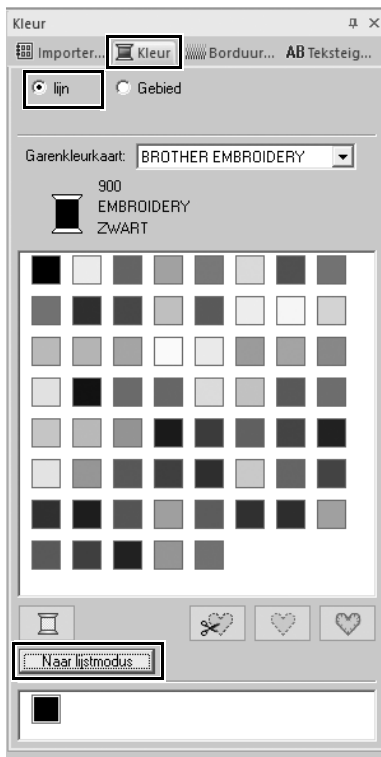 Kleur
Importer... Kleur Borduur... AB Teksteig...
lijn Gebied
Garenkleurkaart: BROTHER EMBROIDERY
900
EMBROIDERY
ZWART
Naar lijstmodus